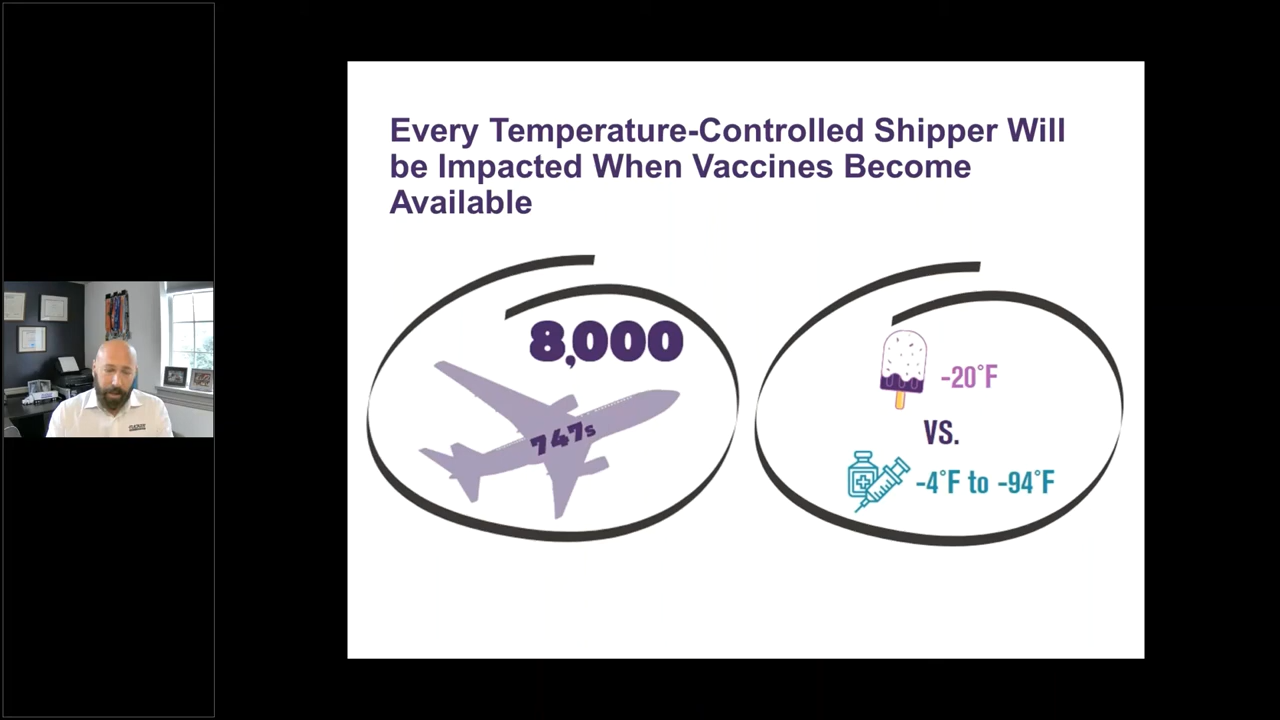 Every Temperature-Controlled Shipper Will
be Impacted When Vaccines Become
Available
8,000
747s
-20°F
VS.
-4°F to -94°F